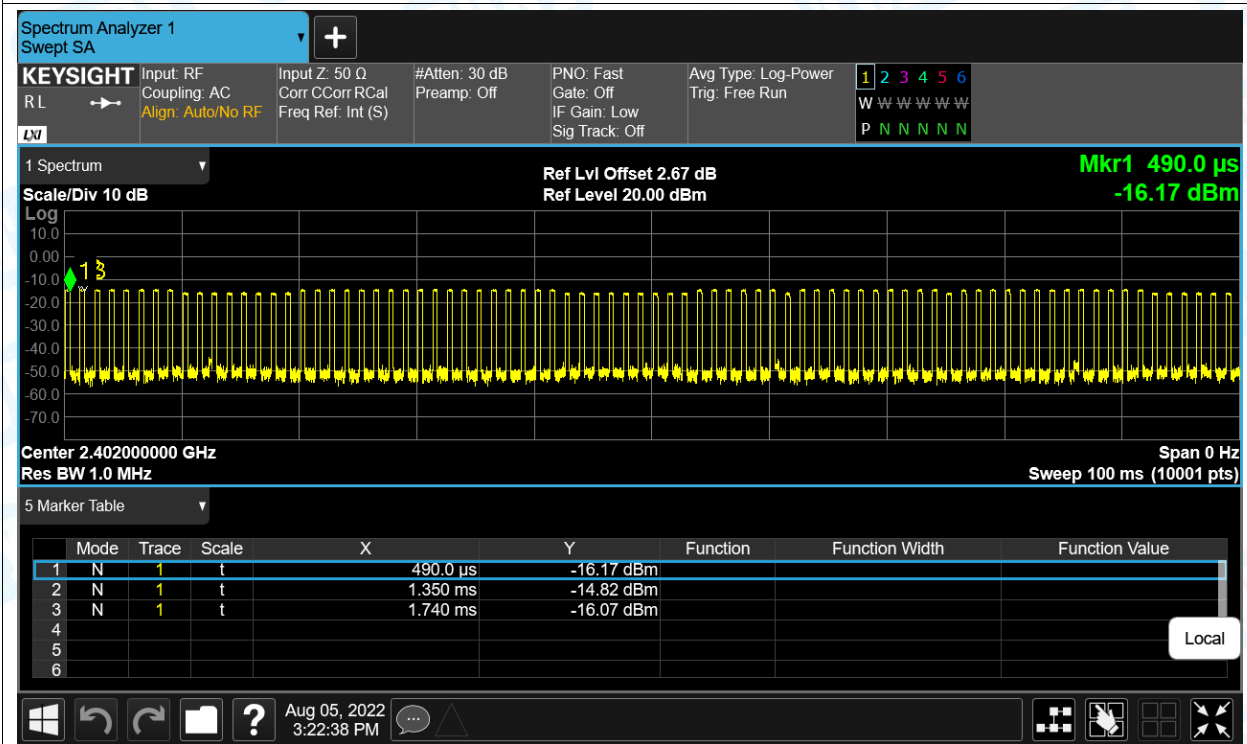 Spectrum Analyzer 1
Swept SA
KEYSIGHT Input: RF Input Z: 50 Ω #Atten: 30 dB PNO: Fast Avg Type: Log-Power 1 2 3 4 5 6
R L Coupling: AC Corr CCorr RCal Preamp: Off Gate: Off Trig: Free Run
Align: Auto/No RF Freq Ref: Int (S) IF Gain: Low W W W W W W
LXI Sig Track: Off P N N N N N
1 Spectrum Ref Lvl Offset 2.67 dB Mkr1 490.0 µs
Scale/Div 10 dB Ref Level 20.00 dBm -16.17 dBm
Log
10.0
0.00
1 3
-10.0
-20.0
-30.0
-40.0
-50.0
-60.0
-70.0
Center 2.402000000 GHz Span 0 Hz
Res BW 1.0 MHz Sweep 100 ms (10001 pts)
5 Marker Table
Mode Trace Scale X Y Function Function Width Function Value
1 N 1 t 490.0 µs -16.17 dBm
2 N 1 t 1.350 ms -14.82 dBm
3 N 1 t 1.740 ms -16.07 dBm
4
5 Local
6
? Aug 05, 2022
3:22:38 PM